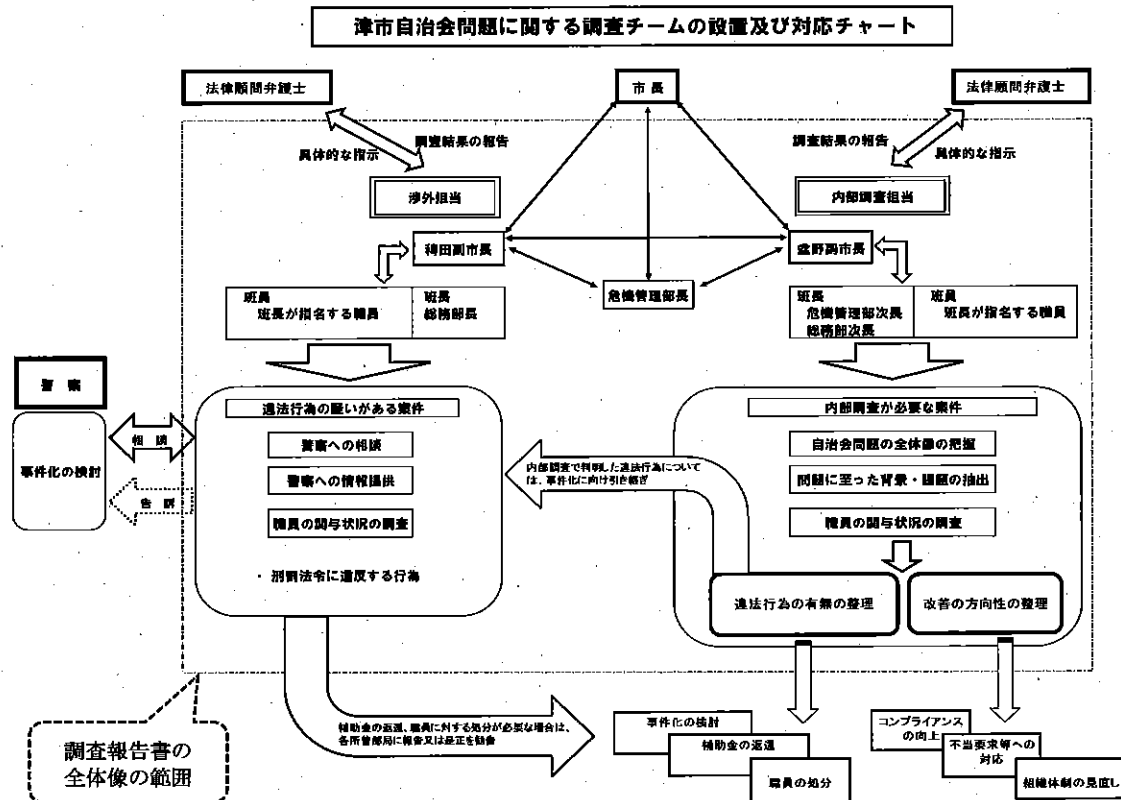 津市自治会問題に関する調査チームの設置及び対応チャート
法律顧問弁護士
市長
法律顧問弁護士
調査結果の報告
具体的な指示
調査結果の報告
具体的な指示
渉外担当
内部調査担当
副市長
盆野副市長
危機管理部長
班員
班長が指名する職員
班長
総務部長
班長
危機管理部次長
総務部次長
班員
班長が指名する職員
警察
事件化の検討
相談
告訴
違法行為の疑いがある案件
警察への相談
警察への情報提供
職員の関与状況の調査
・ 刑罰法令に違反する行為
内部調査で判明した違法行為については、事件化に向け引き継ぎ
内部調査が必要な案件
自治会問題の全体像の把握
問題に至った背景・課題の抽出
職員の関与状況の調査
違法行為の有無の整理
改善の方向性の整理
調査報告書の
全体像の範囲
補助金の返還、職員に対する処分が必要な場合は、
各所管部局に報告又は是正を勧告
事件化の検討
補助金の返還
職員の処分
コンプライアンス
の向上
不当要求等への
対応
組織体制の見直し